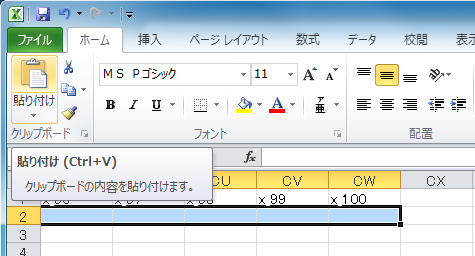 ファイル ホーム 挿入 ページ レイアウト 数式 データ 校閲 表示
貼り付け
MS Pゴシック 11 A A
B I U A ア亜
クリップボード フォント 配置
貼り付け (Ctrl+V)
クリップボードの内容を貼り付けます。
fx
CU CV CW CX
1 x 99 x 100
2
3
4